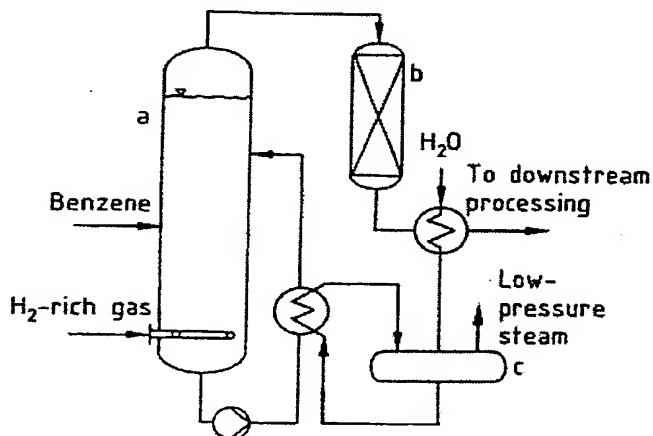 a
b
H₂O
To downstream
processing
Benzene
H₂-rich gas
Low-
pressure
steam
c